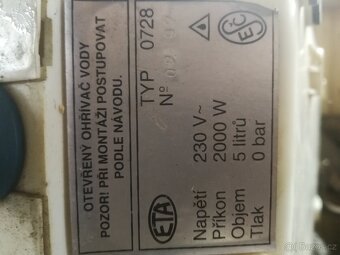 OTEVŘENÝ OHŘÍVAČ VODY
POZOR! PŘI MONTÁŽI POSTUPOVAT
PODLE NÁVODU.
TYP 0728
Nº
ETA
ESČ
Napětí 230 V~
Příkon 2000 W
Objem 5 litrů
Tlak 0 bar